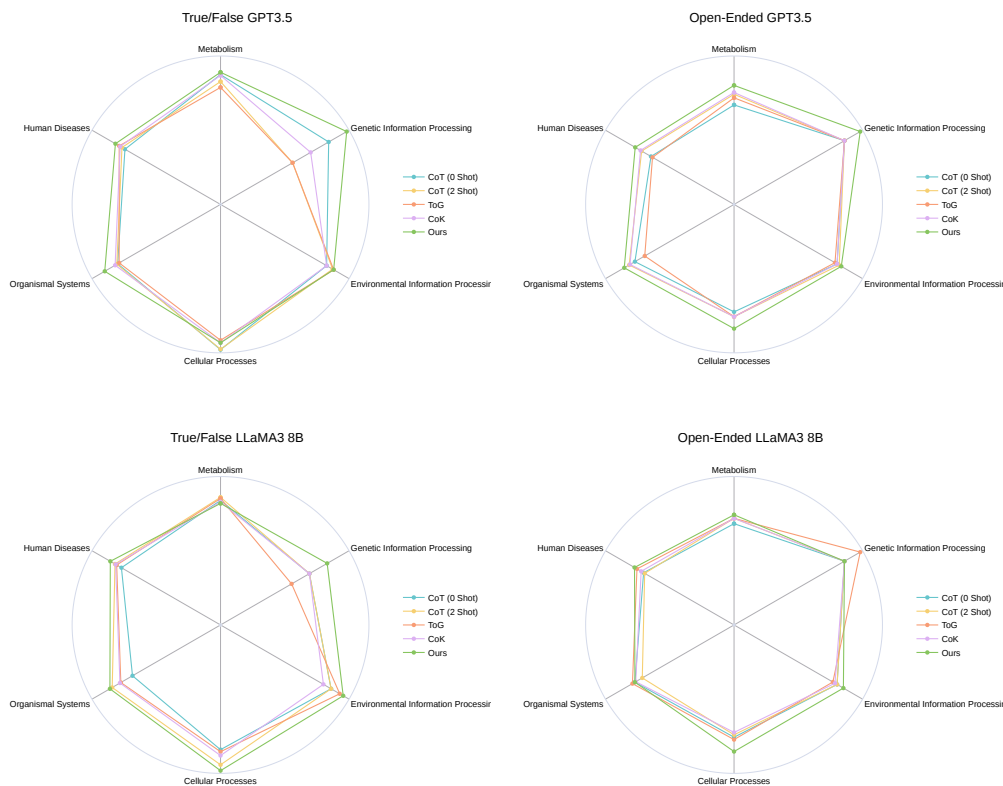 True/False GPT3.5
Metabolism
Human Diseases
Genetic Information Processing
CoT (0 Shot)
CoT (2 Shot)
ToG
CoK
Ours
Organismal Systems
Environmental Information Processir
Cellular Processes
Open-Ended GPT3.5
Metabolism
Human Diseases
Genetic Information Processing
CoT (0 Shot)
CoT (2 Shot)
ToG
CoK
Ours
Organismal Systems
Environmental Information Processir
Cellular Processes
True/False LLaMA3 8B
Metabolism
Human Diseases
Genetic Information Processing
CoT (0 Shot)
CoT (2 Shot)
ToG
CoK
Ours
Organismal Systems
Environmental Information Processir
Cellular Processes
Open-Ended LLaMA3 8B
Metabolism
Human Diseases
Genetic Information Processing
CoT (0 Shot)
CoT (2 Shot)
ToG
CoK
Ours
Organismal Systems
Environmental Information Processir
Cellular Processes